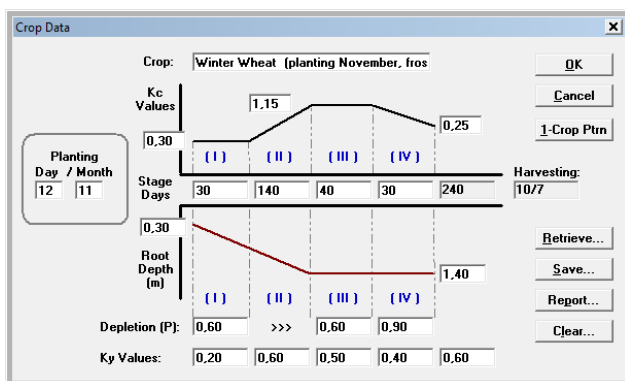 Crop Data
Crop: Winter Wheat (planting November, fros
OK
Kc Values
1,15
Cancel
0,30
0,25
1-Crop Ptrn
( I ) ( II ) ( III ) ( IV )
Planting
Day / Month
12 11
Stage Days
30 140 40 30 240
Harvesting:
10/7
0,30
Root Depth (m)
1,40
Retrieve...
Save...
( I ) ( II ) ( III ) ( IV )
Report...
Depletion (P): 0,60 >>> 0,60 0,90
Clear...
Ky Values: 0,20 0,60 0,50 0,40 0,60